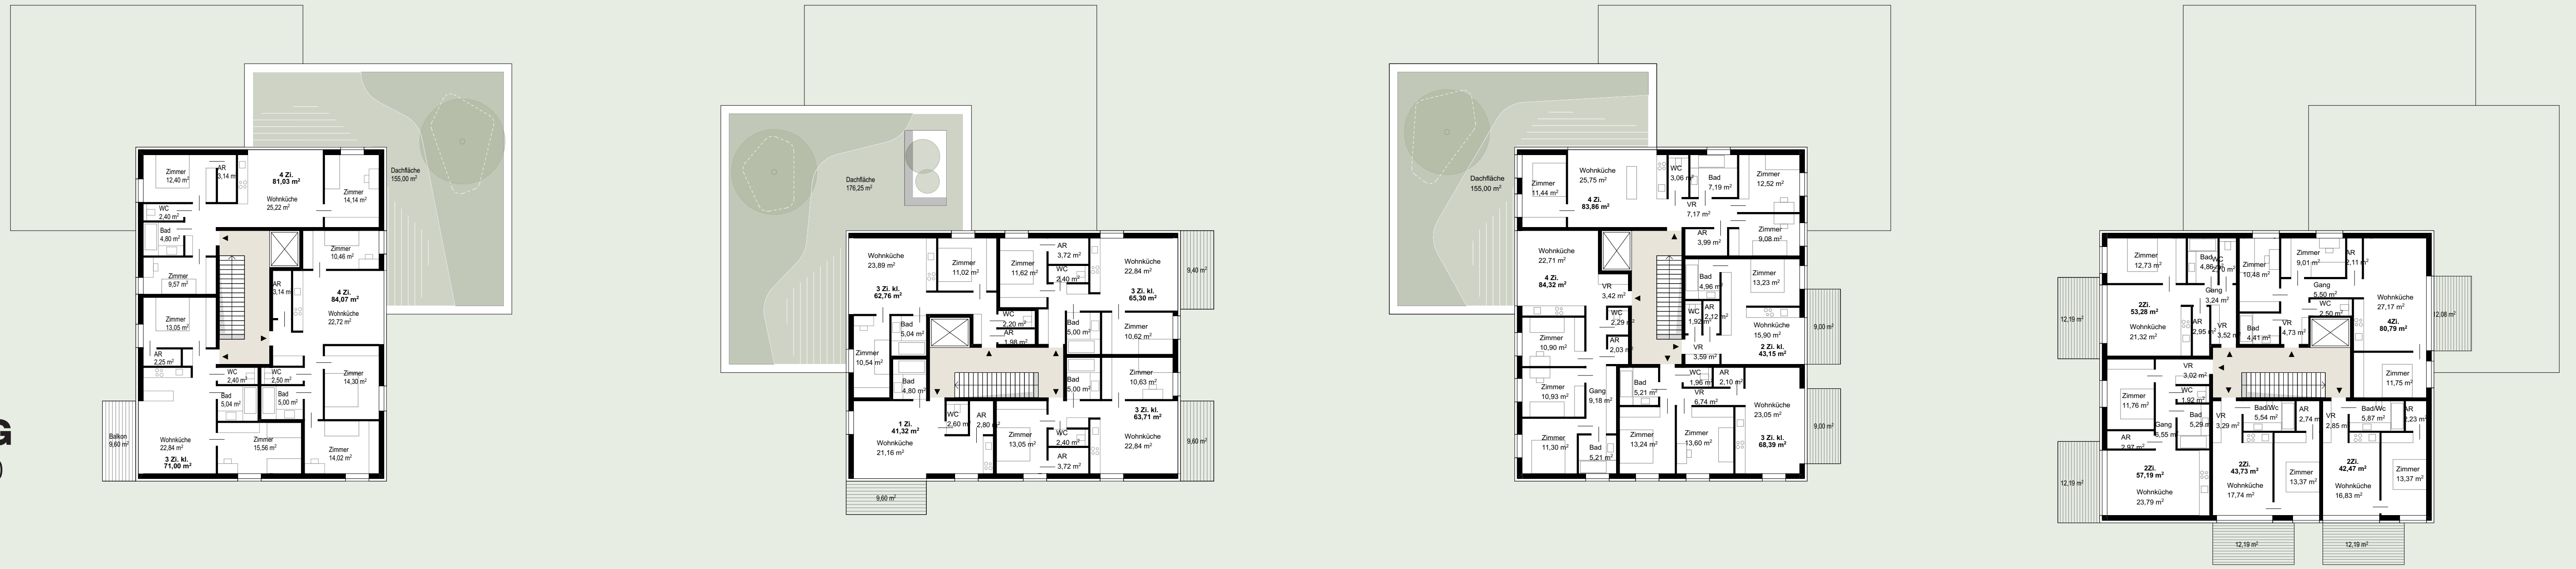 G
)
Zimmer
12,40 m²
AR
3,14 m
4 Zi.
81,03 m²
Wohnküche
25,22 m²
Zimmer
14,14 m²
Dachfläche
155,00 m²
WC
2,40 m²
Bad
4,80 m²
Zimmer
9,57 m²
Zimmer
10,46 m²
AR
3,14 m
4 Zi.
84,07 m²
Wohnküche
22,72 m²
Zimmer
13,05 m²
AR
2,25 m²
WC
2,40 m²
WC
2,50 m²
Zimmer
14,30 m²
Bad
5,04 m²
Bad
5,00 m²
Balkon
9,60 m²
Wohnküche
22,84 m²
3 Zi. kl.
71,00 m²
Zimmer
15,56 m²
Zimmer
14,02 m²
Dachfläche
176,25 m²
Wohnküche
23,89 m²
3 Zi. kl.
62,76 m²
Zimmer
11,02 m²
Zimmer
11,62 m²
AR
3,72 m²
WC
2,40 m²
Wohnküche
22,84 m²
3 Zi. kl.
65,30 m²
9,40 m²
Bad
5,04 m²
WC
2,20 m²
AR
1,98 m²
Bad
5,00 m²
Zimmer
10,62 m²
Zimmer
10,54 m²
Bad
4,80 m²
Bad
5,00 m²
Zimmer
10,63 m²
3 Zi. kl.
63,71 m²
Wohnküche
22,84 m²
9,60 m²
1 Zi.
41,32 m²
Wohnküche
21,16 m²
WC
2,60 m²
AR
2,80 m²
Zimmer
13,05 m²
WC
2,40 m²
AR
3,72 m²
9,60 m²
Dachfläche
155,00 m²
Zimmer
11,44 m²
Wohnküche
25,75 m²
4 Zi.
83,86 m²
WC
3,06 m²
Bad
7,19 m²
Zimmer
12,52 m²
VR
7,17 m²
AR
3,99 m²
Zimmer
9,08 m²
Wohnküche
22,71 m²
4 Zi.
84,32 m²
VR
3,42 m²
Bad
4,96 m²
Zimmer
13,23 m²
WC
2,29 m²
WC
1,92 m²
AR
2,12 m²
Wohnküche
15,90 m²
2 Zi. kl.
43,15 m²
9,00 m²
Zimmer
10,90 m²
AR
2,03 m²
VR
3,59 m²
Zimmer
10,93 m²
Gang
9,18 m²
Bad
5,21 m²
WC
1,96 m²
AR
2,10 m²
VR
6,74 m²
Wohnküche
23,05 m²
3 Zi. kl.
68,39 m²
9,00 m²
Zimmer
11,30 m²
Bad
5,21 m²
Zimmer
13,24 m²
Zimmer
13,60 m²
Zimmer
12,73 m²
Bad
WC
Gang
3,24 m²
Zimmer
10,48 m²
Zimmer
9,01 m²
AR
2,11 m²
Gang
5,50 m²
WC
2,50 m²
Wohnküche
27,17 m²
4Zi.
80,79 m²
12,08 m²
12,19 m²
2Zi.
53,28 m²
Wohnküche
21,32 m²
AR
2,95 m²
VR
3,52 m²
Bad
4,41 m²
VR
4,73 m²
VR
3,02 m²
Zimmer
11,75 m²
Zimmer
11,76 m²
WC
1,92 m²
Bad
5,29 m²
Gang
6,55 m²
AR
2,97 m²
VR
3,29 m²
Bad/Wc
5,54 m²
AR
2,74 m²
VR
2,85 m²
Bad/Wc
5,87 m²
AR
2,23 m²
12,19 m²
2Zi.
57,19 m²
Wohnküche
23,79 m²
2Zi.
43,73 m²
Wohnküche
17,74 m²
Zimmer
13,37 m²
2Zi.
42,47 m²
Wohnküche
16,83 m²
Zimmer
13,37 m²
12,19 m²
12,19 m²